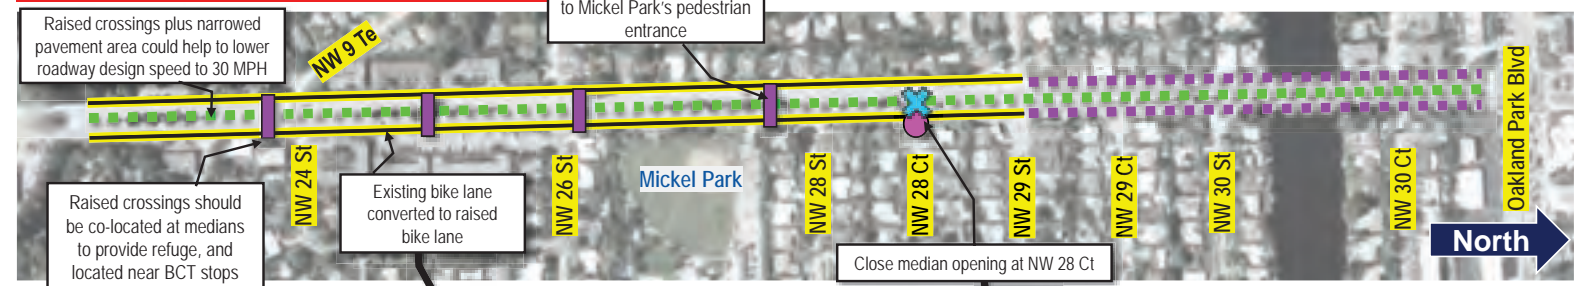 Raised crossings plus narrowed
pavement area could help to lower
roadway design speed to 30 MPH
NW 9 Te
to Mickel Park's pedestrian
entrance
Raised crossings should
be co-located at medians
to provide refuge, and
located near BCT stops
NW 24 St
Existing bike lane
converted to raised
bike lane
NW 26 St
Mickel Park
NW 28 St
NW 28 Ct
Close median opening at NW 28 Ct
NW 29 St
NW 29 Ct
NW 30 St
NW 30 Ct
Oakland Park Blvd
North